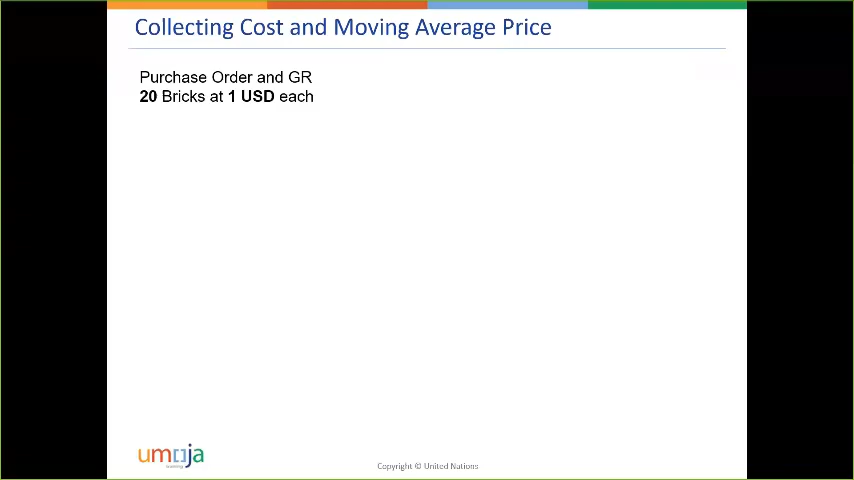 Collecting Cost and Moving Average Price
Purchase Order and GR
20 Bricks at 1 USD each
umoja
Copyright © United Nations